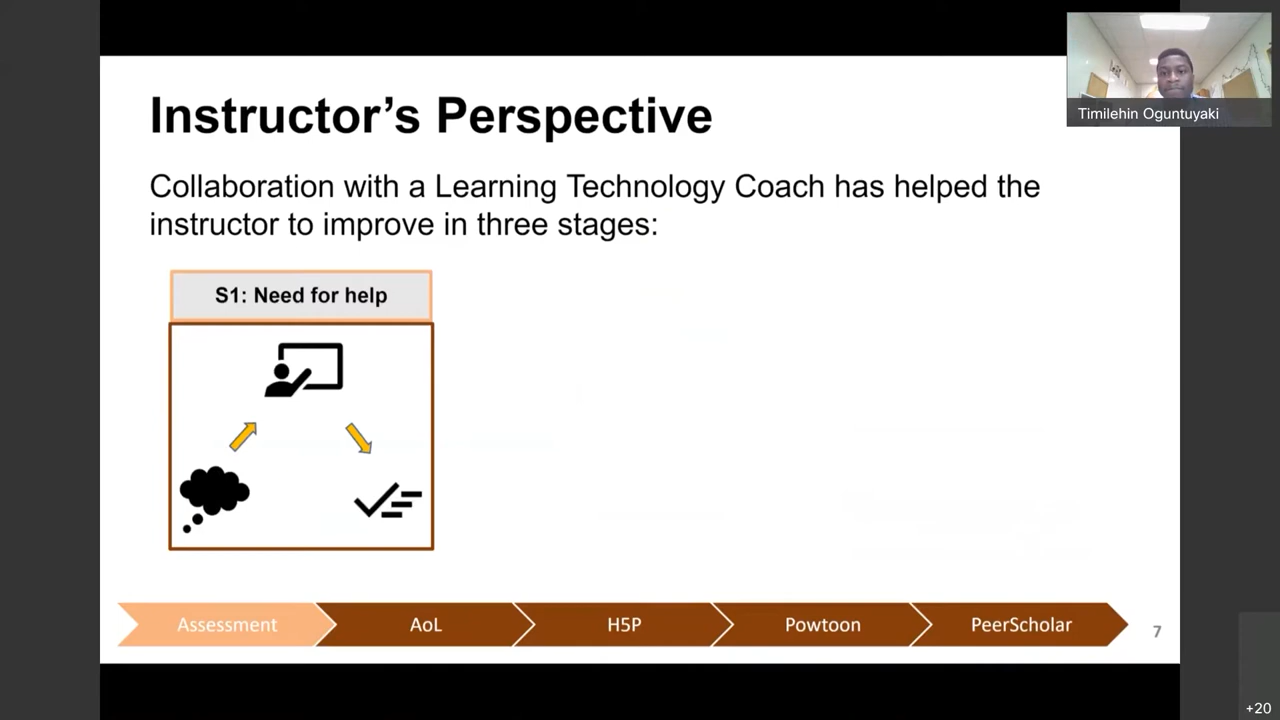 Instructor's Perspective
Timilehin Oguntuyaki
Collaboration with a Learning Technology Coach has helped the
instructor to improve in three stages:
S1: Need for help
Assessment
AoL
H5P
Powtoon
PeerScholar
7
+20